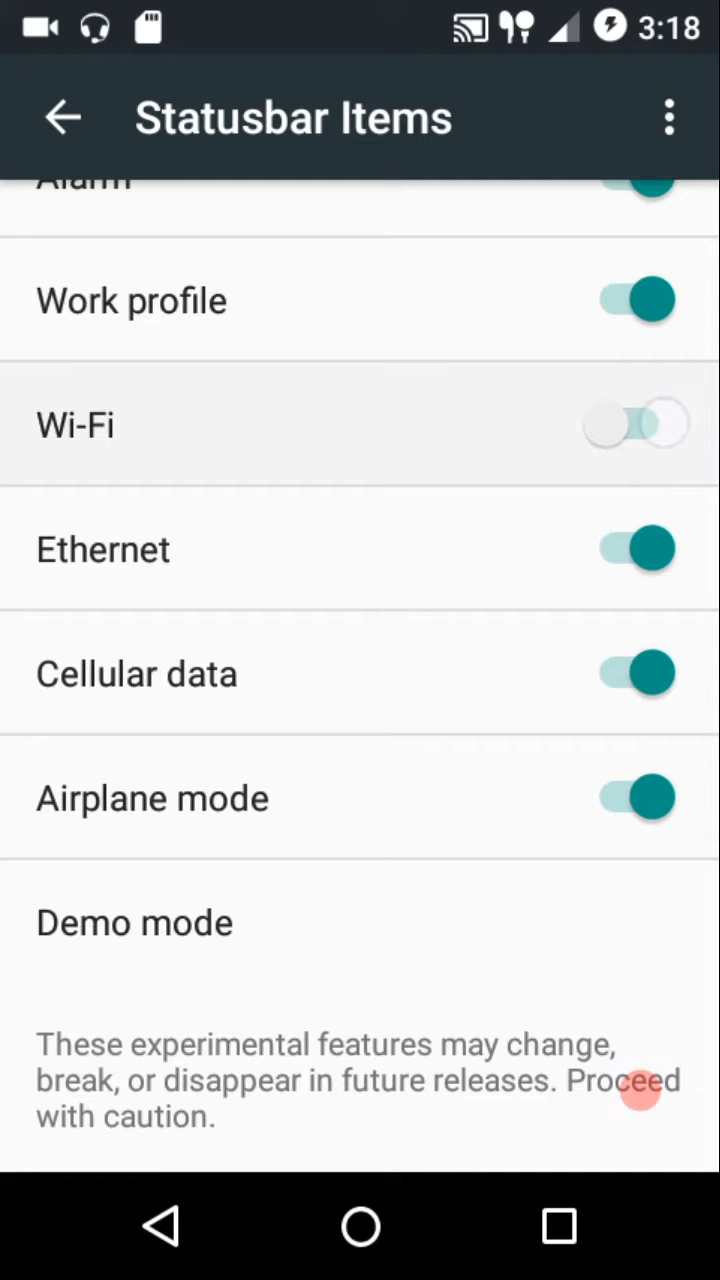 3:18
Statusbar Items
Alarm
Work profile
Wi-Fi
Ethernet
Cellular data
Airplane mode
Demo mode
These experimental features may change,
break, or disappear in future releases. Proceed
with caution.